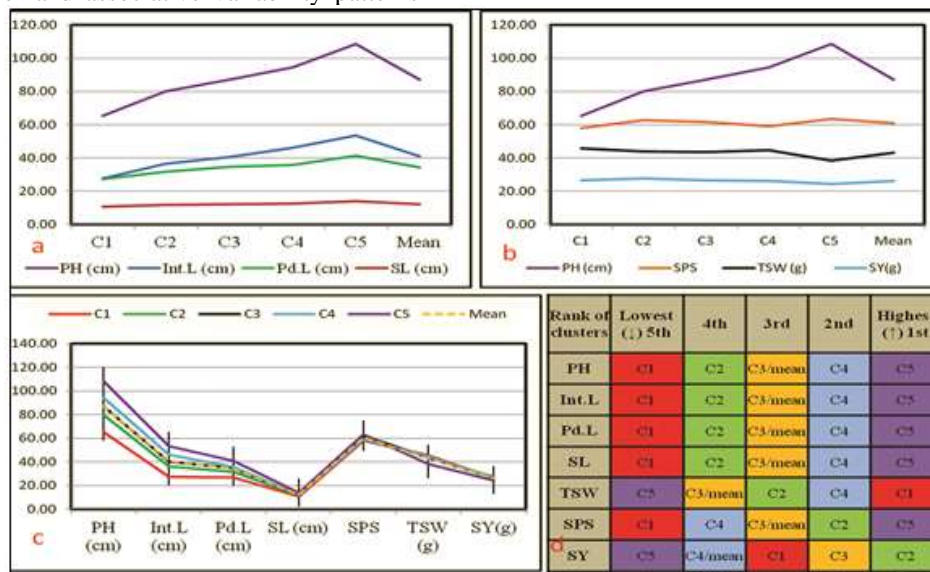 120.00
100.00
80.00
60.00
40.00
20.00
0.00
C1 C2 C3 C4 C5 Mean
a
PH (cm) Int.L (cm) Pd.L (cm) SL (cm)
120.00
100.00
80.00
60.00
40.00
20.00
0.00
C1 C2 C3 C4 C5 Mean
b
PH (cm) SPS TSW (g) SY(g)
C1 C2 C3 C4 C5 Mean
140.00
120.00
100.00
80.00
60.00
40.00
20.00
0.00
PH Int.L Pd.L SL (cm) SPS TSW SY(g)
(cm) (cm) (cm) (g)
c
Rank of Lowest 4th 3rd 2nd Highest
clusters (↓) 5th (↑) 1st
PH C1 C2 C3/mean C4 C5
Int.L C1 C2 C3/mean C4 C5
Pd.L C1 C2 C3/mean C4 C5
SL C1 C2 C3/mean C4 C5
TSW C5 C3/mean C2 C4 C1
SPS C1 C4 C3/mean C2 C5
SY C5 C4/mean C1 C3 C2
d